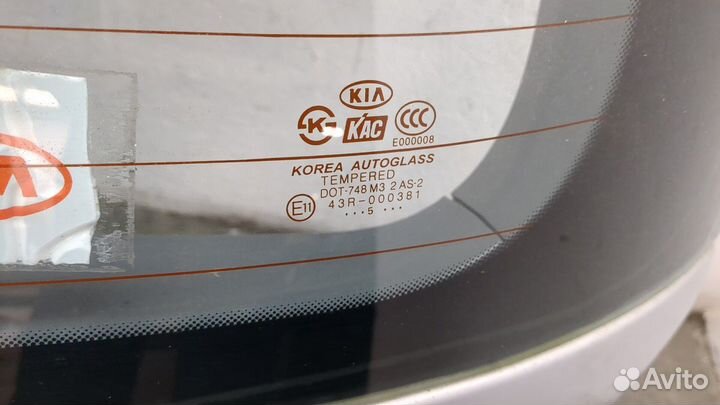 KIA
K KAC CCC
E000008
KOREA AUTOGLASS
TEMPERED
DOT-748 M3 2 AS-2
E11 43R-000381
...5...
Avito